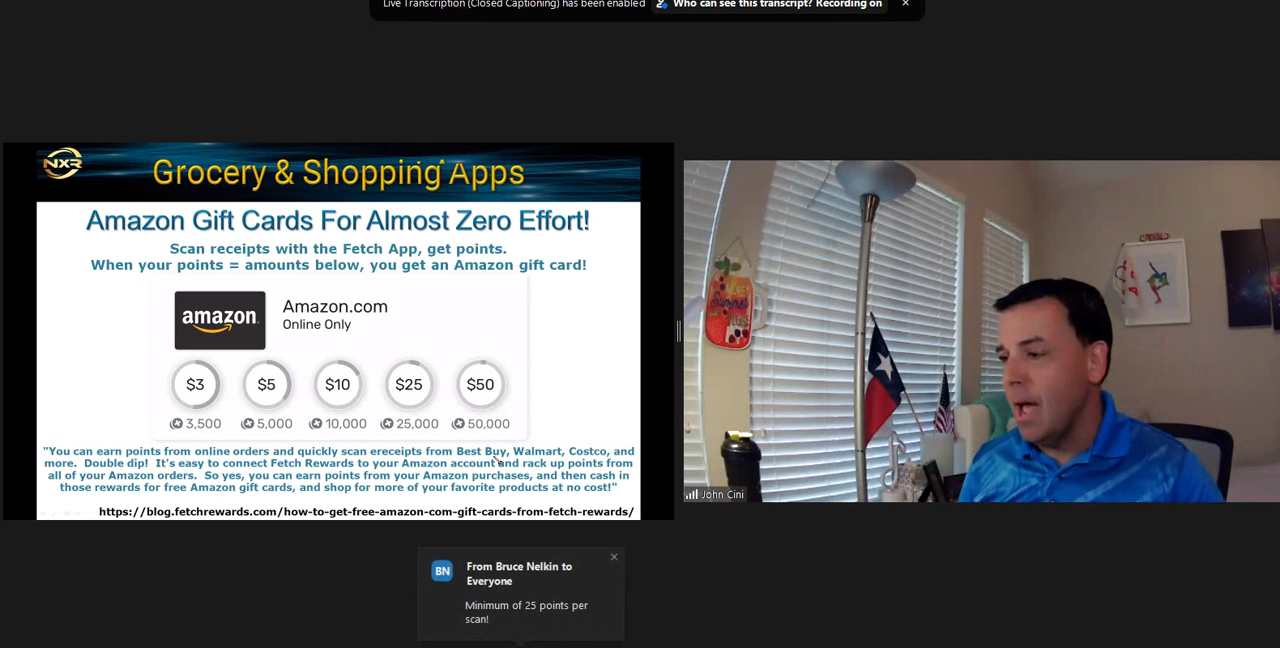 Live Transcription (Closed Captioning) has been enabled Who can see this transcript? Recording on
NXR
Grocery & Shopping Apps
Amazon Gift Cards For Almost Zero Effort!
Scan receipts with the Fetch App, get points.
When your points = amounts below, you get an Amazon gift card!
amazon
Amazon.com
Online Only
$3 $5 $10 $25 $50
3,500 5,000 10,000 25,000 50,000
"You can earn points from online orders and quickly scan ereceipts from Best Buy, Walmart, Costco, and
more. Double dip! It's easy to connect Fetch Rewards to your Amazon account and rack up points from
all of your Amazon orders. So yes, you can earn points from your Amazon purchases, and then cash in
those rewards for free Amazon gift cards, and shop for more of your favorite products at no cost!"
https://blog.fetchrewards.com/how-to-get-free-amazon-com-gift-cards-from-fetch-rewards/
Summer
John Cini
BN
From Bruce Nelkin to
Everyone
Minimum of 25 points per
scan!